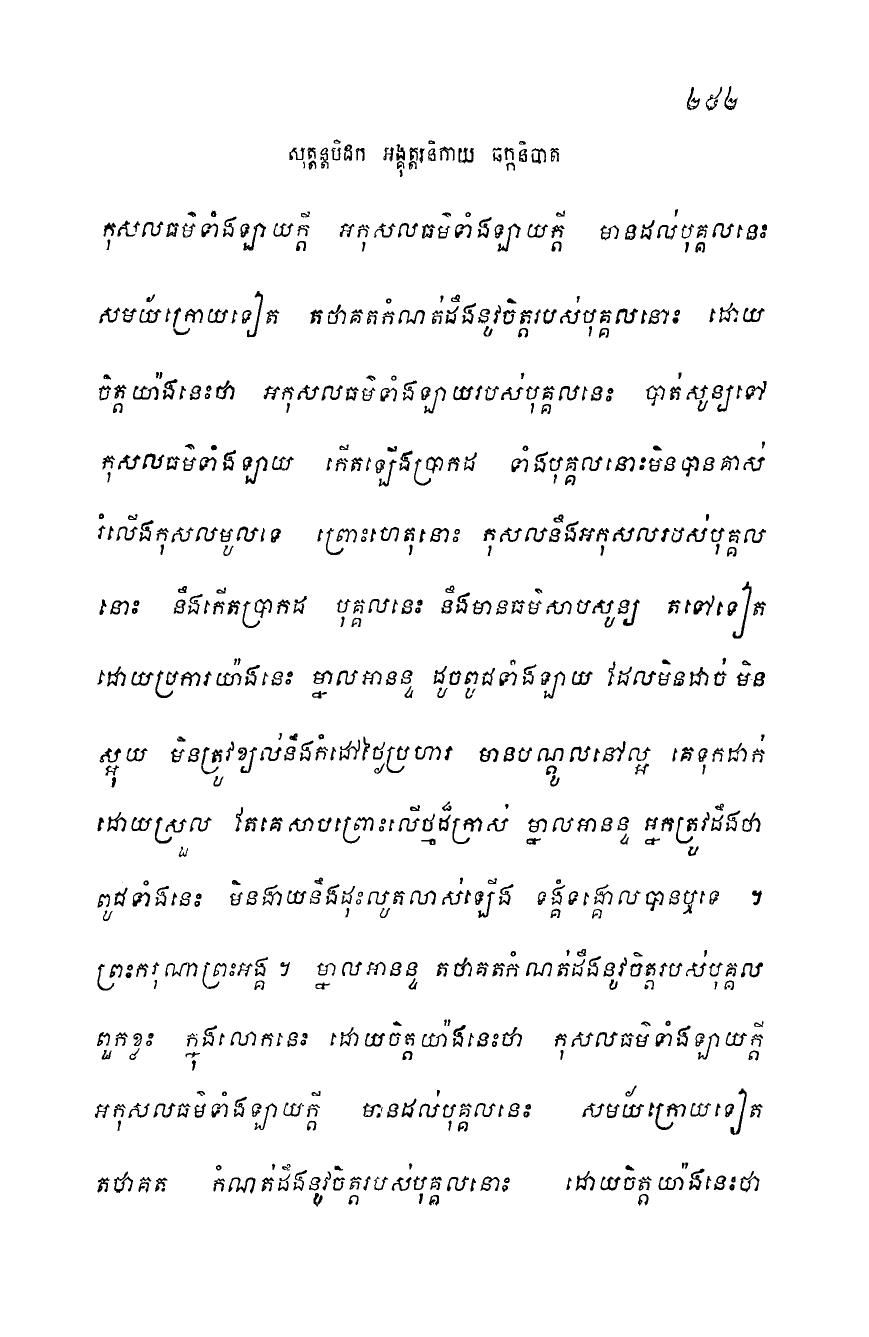 ២៥២
សុត្តន្តបិដក អង្គុត្តរនិកាយ ឆក្កនិបាត
កុសលធម៌ទាំងឡាយក្តី អកុសលធម៌ទាំងឡាយក្តី មានដល់បុគ្គលនេះ
សមយ័ក្រោយទៀត តថាគតកំណត់ដឹងនូវចិត្តរបស់បុគ្គលនោះ ដោយ
ចិត្តយ៉ាងនេះថា អកុសលធម៌ទាំងឡាយរបស់បុគ្គលនេះ បាត់សូន្យទៅ
កុសលធម៌ទាំងឡាយ កើតឡើងប្រាកដ ទាំងបុគ្គលនោះមិនបានគាស់
រំលើងកុសលមូលទេ ព្រោះហេតុនោះ កុសលនឹងអកុសលរបស់បុគ្គល
នោះ នឹងកើតប្រាកដ បុគ្គលនេះ នឹងមានធម៌សាបសូន្យ តទៅទៀត
ដោយប្រការយ៉ាងនេះ ម្នាលអានន្ទ ដូចពូជទាំងឡាយ ដែលមិនដាច់ មិន
ស្អុយ មិនត្រូវខ្យល់នឹងកំដៅថ្ងៃប្រហារ មានបណ្តូលនៅល្អ គេទុកដាក់
ដោយស្រួល តែគេសាបព្រោះលើថ្មដ៏ក្រាស់ ម្នាលអានន្ទ អ្នកត្រូវដឹងថា
ពូជទាំងនេះ មិនងាយនឹងដុះលូតលាស់ឡើង ទង្គំទង្គោលបានឬទេ ។
ព្រះករុណាព្រះអង្គ ។ ម្នាលអានន្ទ តថាគតកំណត់ដឹងនូវចិត្តរបស់បុគ្គល
ពួកខ្លះ ក្នុងលោកនេះ ដោយចិត្តយ៉ាងនេះថា កុសលធម៌ទាំងឡាយក្តី
អកុសលធម៌ទាំងឡាយក្តី មានដល់បុគ្គលនេះ សមយ័ក្រោយទៀត
តថាគត កំណត់ដឹងនូវចិត្តរបស់បុគ្គលនោះ ដោយចិត្តយ៉ាងនេះថា